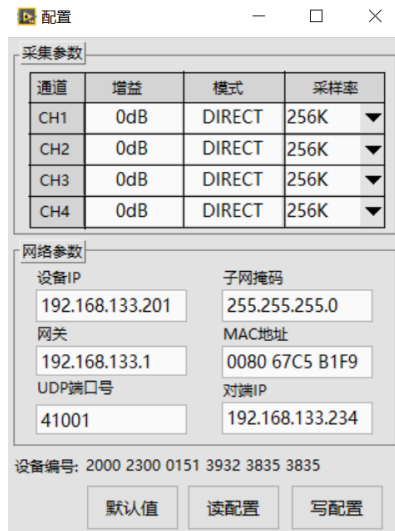 配置
采集参数
通道 增益 模式 采样率
CH1 0dB DIRECT 256K
CH2 0dB DIRECT 256K
CH3 0dB DIRECT 256K
CH4 0dB DIRECT 256K
网络参数
设备IP 子网掩码
192.168.133.201 255.255.255.0
网关 MAC地址
192.168.133.1 0080 67C5 B1F9
UDP端口号 对端IP
41001 192.168.133.234
设备编号: 2000 2300 0151 3932 3835 3835
默认值 读配置 写配置